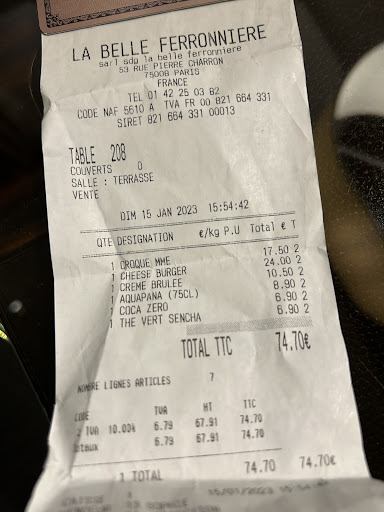 LA BELLE FERRONNIERE
sarl sdg la belle ferronniere
53 RUE PIERRE CHARRON
75008 PARIS
FRANCE
TEL 01 42 25 03 82
CODE NAF 5610 A TVA FR 00 821 664 331
SIRET 821 664 331 00013
TABLE 208
COUVERTS 0
SALLE : TERRASSE
VENTE
DIM 15 JAN 2023 15:54:42
QTE DESIGNATION €/kg P.U Total € T
1 CROQUE MME 17.50 2
1 CHEESE BURGER 24.00 2
1 CREME BRULEE 10.50 2
1 AQUAPANA (75CL) 8.90 2
1 COCA ZERO 6.90 2
1 THE VERT SENCHA 6.90 2
TOTAL TTC 74.70€
NOMBRE LIGNES ARTICLES 7
CODE TVA HT TTC
TVA 10.00% 6.79 67.91 74.70
6.79 67.91 74.70
1 TOTAL 74.70 74.70€
15/01/2023